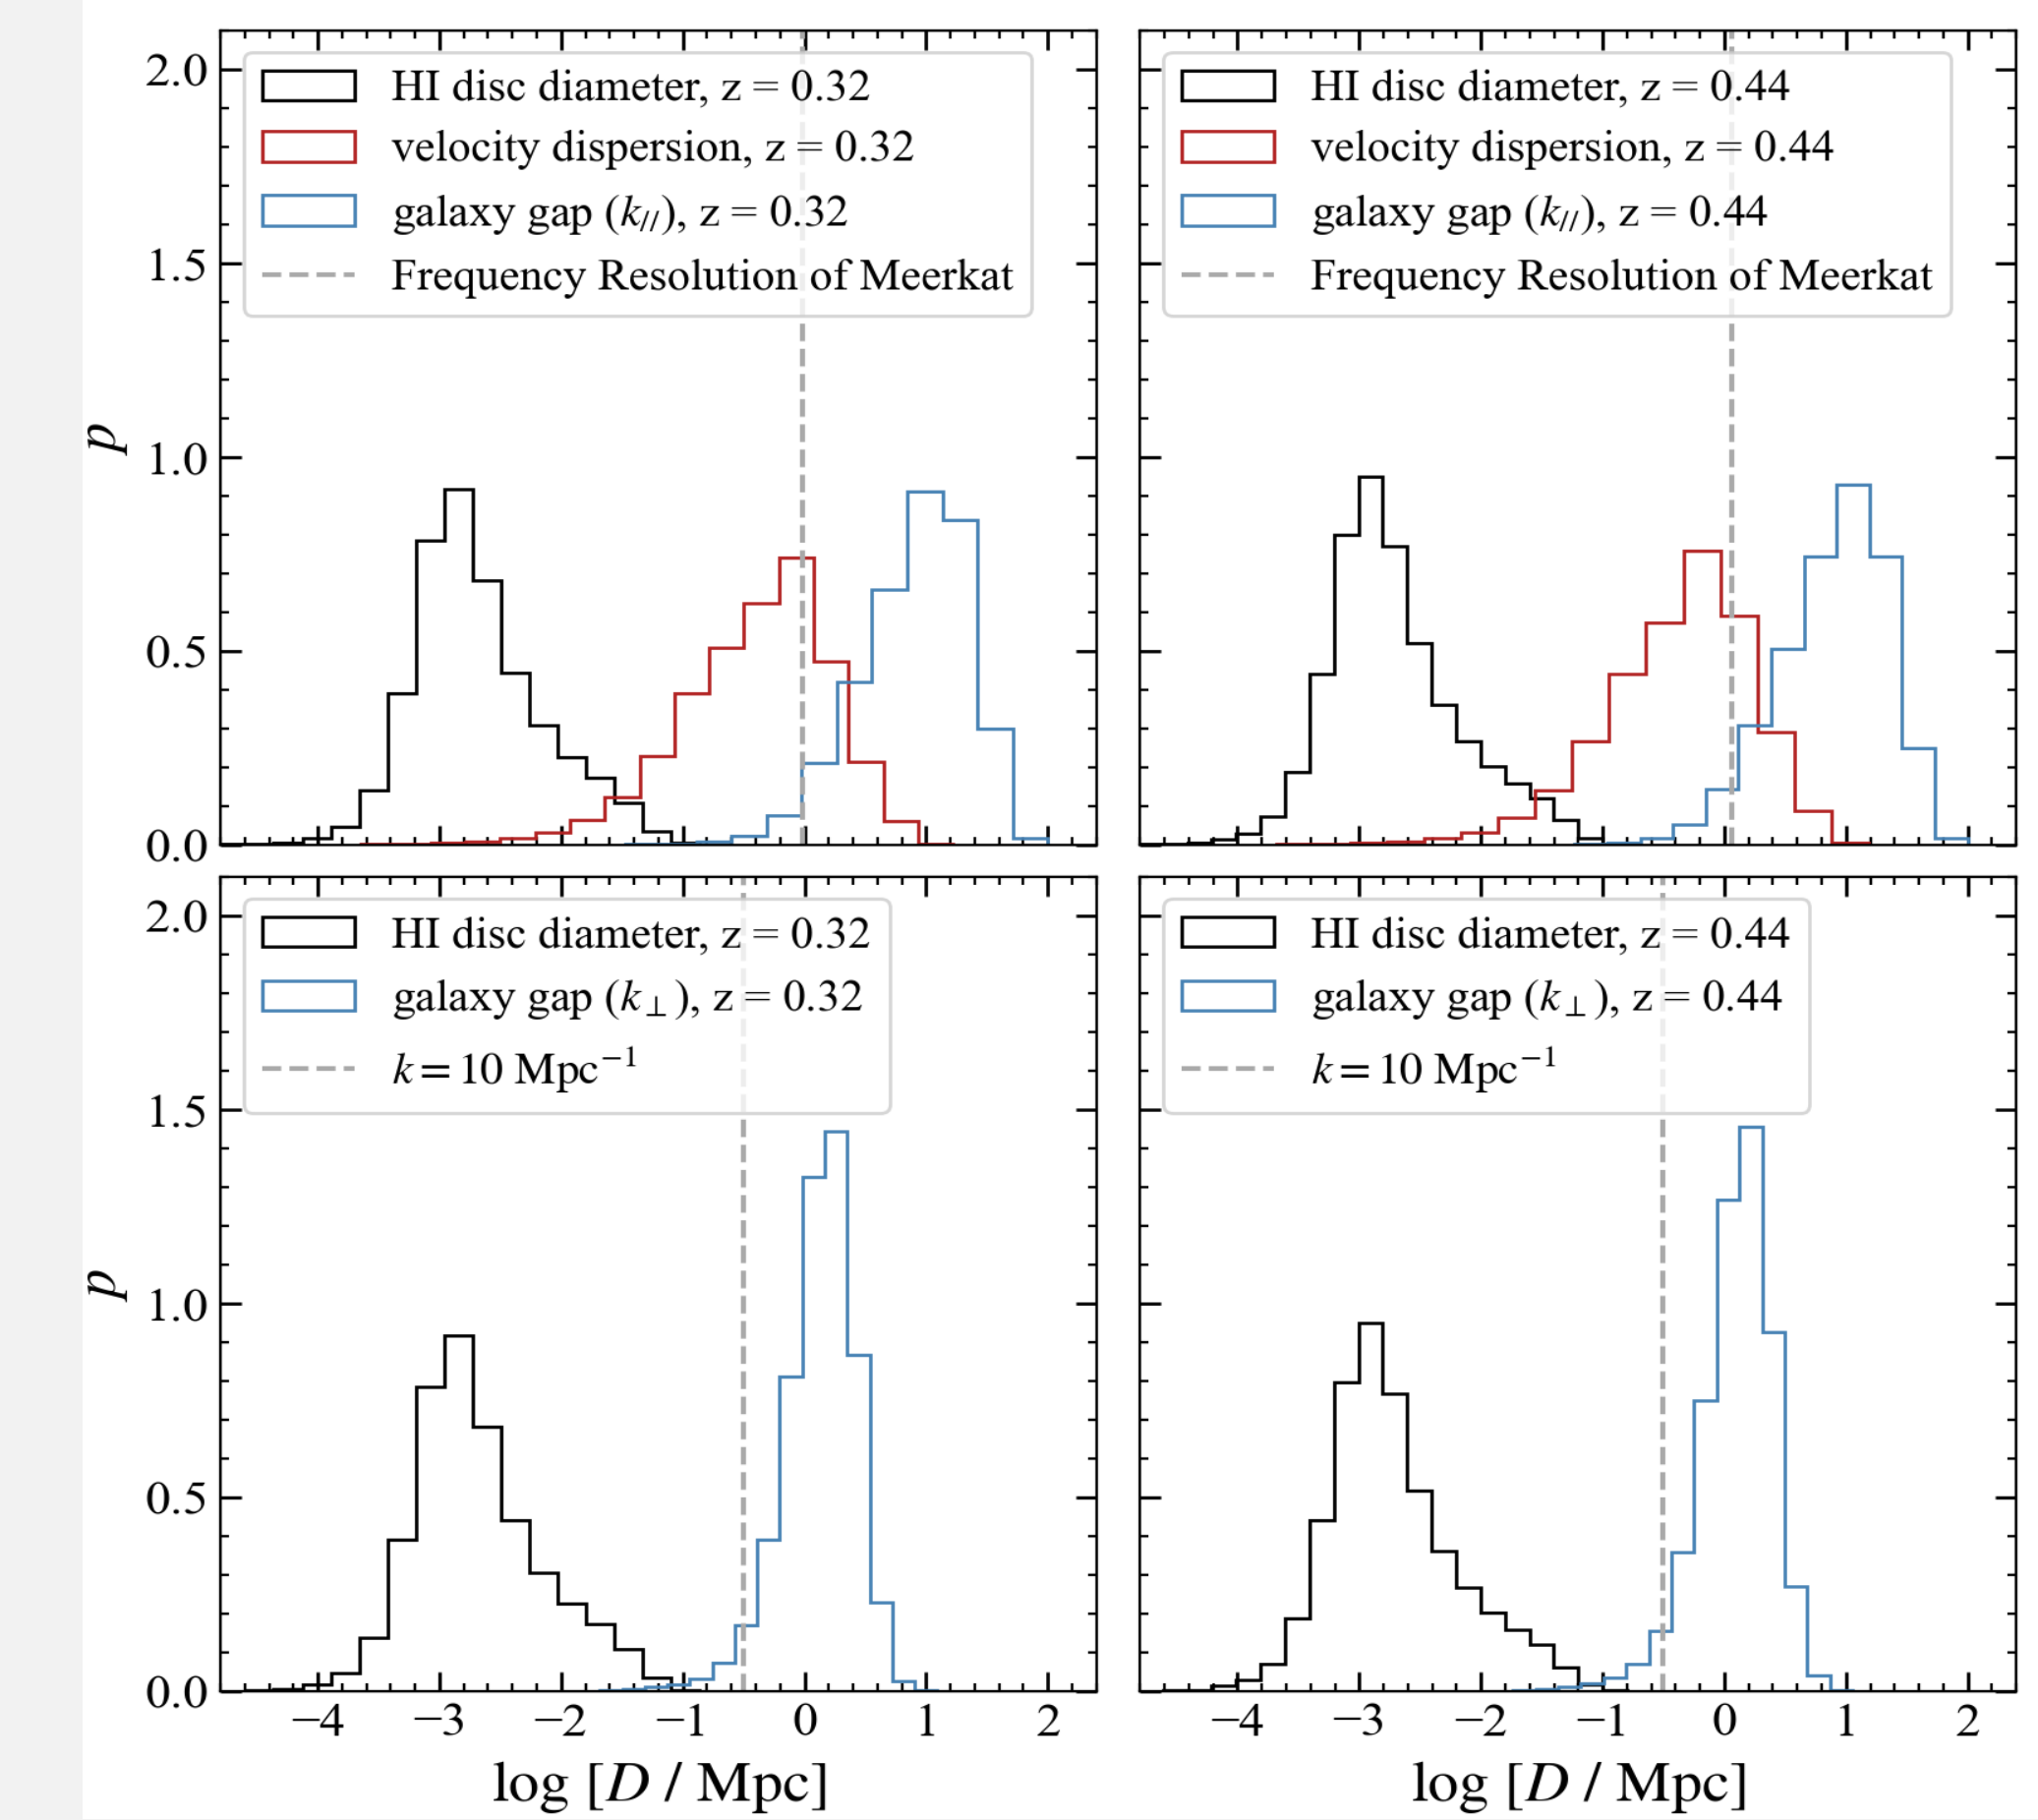 2.0
1.5
1.0
0.5
0.0
p
HI disc diameter, z = 0.32
velocity dispersion, z = 0.32
galaxy gap (k//), z = 0.32
Frequency Resolution of Meerkat
HI disc diameter, z = 0.44
velocity dispersion, z = 0.44
galaxy gap (k//), z = 0.44
Frequency Resolution of Meerkat
2.0
1.5
1.0
0.5
0.0
p
HI disc diameter, z = 0.32
galaxy gap (k⊥), z = 0.32
k = 10 Mpc⁻¹
−4 −3 −2 −1 0 1 2
log [D / Mpc]
HI disc diameter, z = 0.44
galaxy gap (k⊥), z = 0.44
k = 10 Mpc⁻¹
−4 −3 −2 −1 0 1 2
log [D / Mpc]